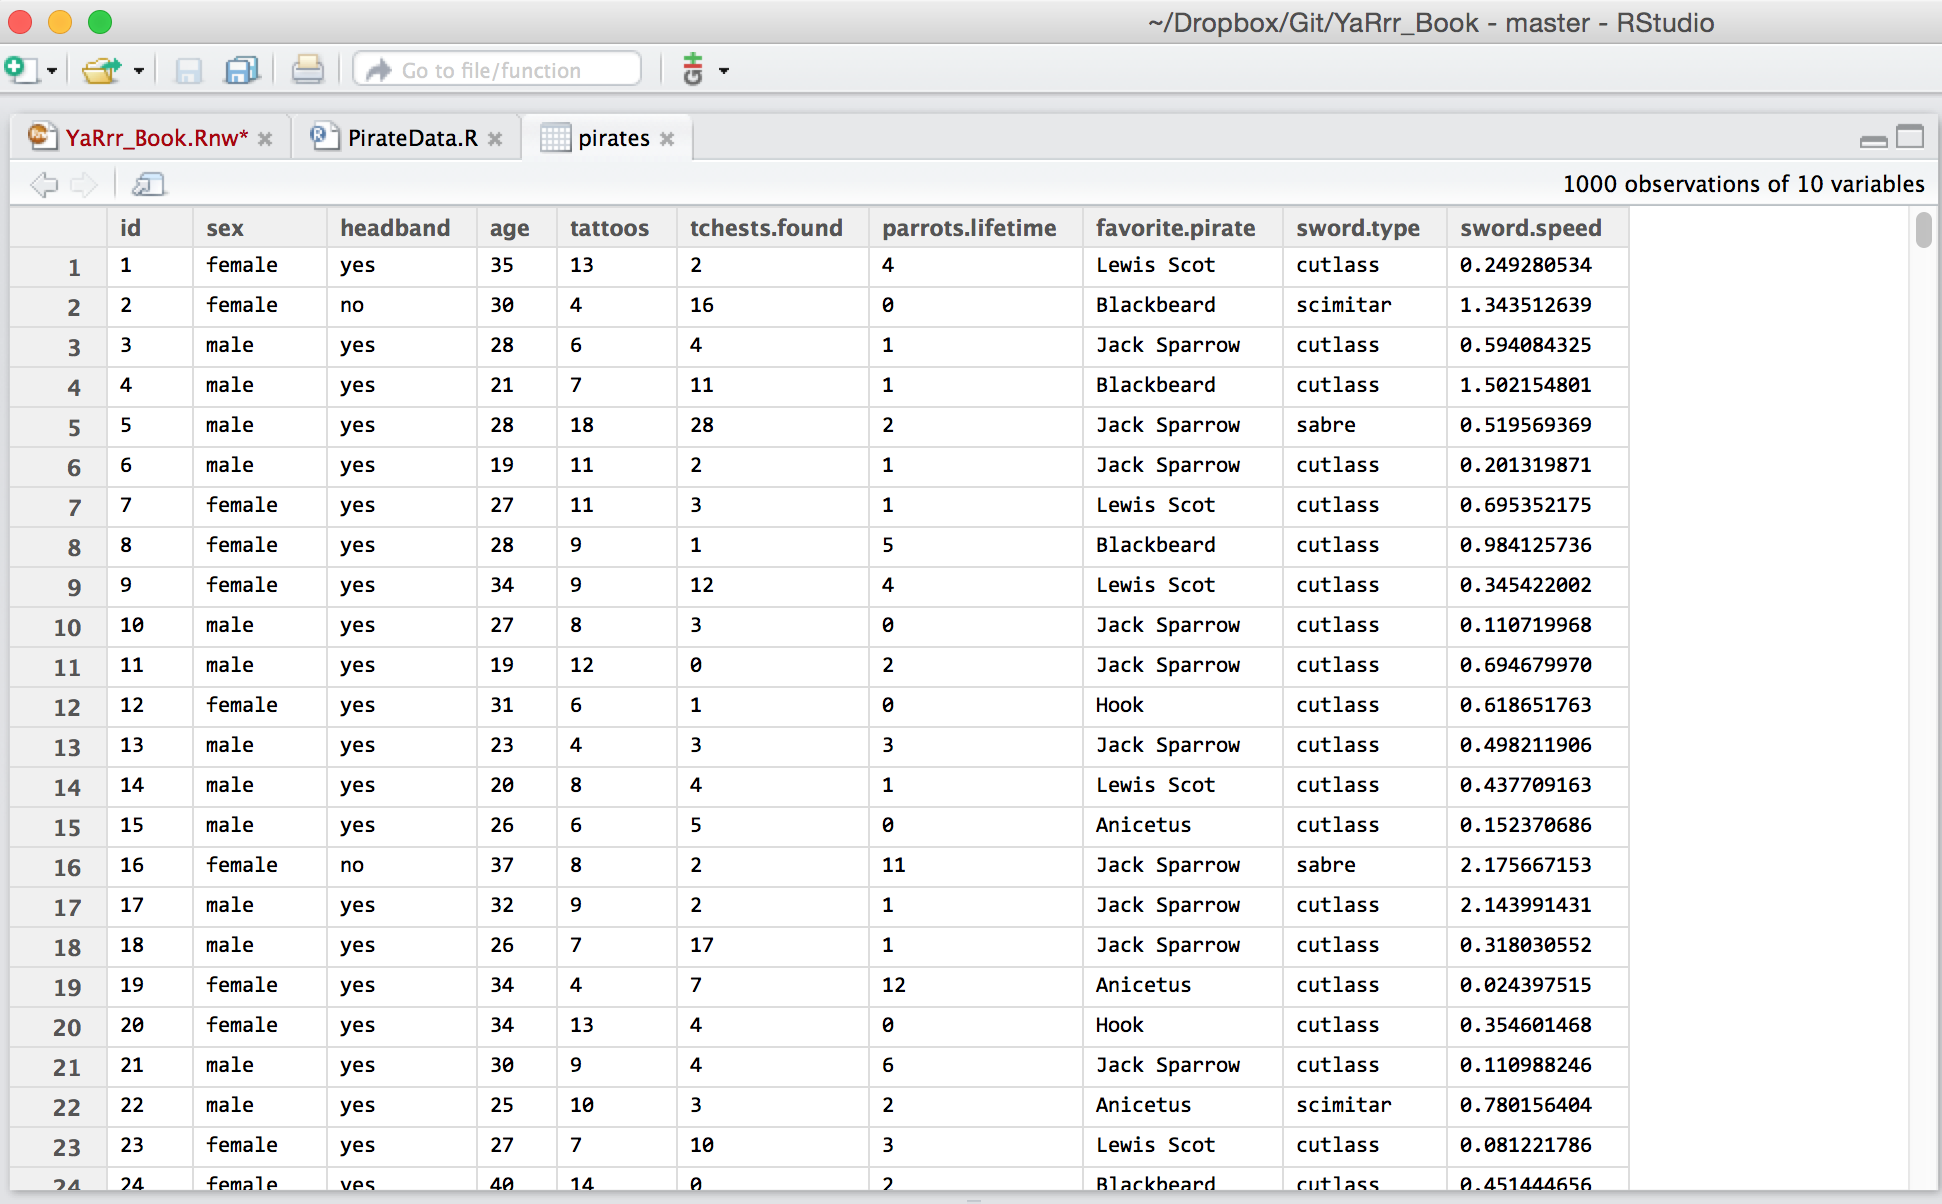 ~/Dropbox/Git/YaRrr_Book - master - RStudio
Go to file/function
YaRrr_Book.Rnw* PirateData.R pirates
1000 observations of 10 variables
id sex headband age tattoos tchests.found parrots.lifetime favorite.pirate sword.type sword.speed
1 1 female yes 35 13 2 4 Lewis Scot cutlass 0.249280534
2 2 female no 30 4 16 0 Blackbeard scimitar 1.343512639
3 3 male yes 28 6 4 1 Jack Sparrow cutlass 0.594084325
4 4 male yes 21 7 11 1 Blackbeard cutlass 1.502154801
5 5 male yes 28 18 28 2 Jack Sparrow sabre 0.519569369
6 6 male yes 19 11 2 1 Jack Sparrow cutlass 0.201319871
7 7 female yes 27 11 3 1 Lewis Scot cutlass 0.695352175
8 8 female yes 28 9 1 5 Blackbeard cutlass 0.984125736
9 9 female yes 34 9 12 4 Lewis Scot cutlass 0.345422002
10 10 male yes 27 8 3 0 Jack Sparrow cutlass 0.110719968
11 11 male yes 19 12 0 2 Jack Sparrow cutlass 0.694679970
12 12 female yes 31 6 1 0 Hook cutlass 0.618651763
13 13 male yes 23 4 3 3 Jack Sparrow cutlass 0.498211906
14 14 male yes 20 8 4 1 Lewis Scot cutlass 0.437709163
15 15 male yes 26 6 5 0 Anicetus cutlass 0.152370686
16 16 female no 37 8 2 11 Jack Sparrow sabre 2.175667153
17 17 male yes 32 9 2 1 Jack Sparrow cutlass 2.143991431
18 18 male yes 26 7 17 1 Jack Sparrow cutlass 0.318030552
19 19 female yes 34 4 7 12 Anicetus cutlass 0.024397515
20 20 female yes 34 13 4 0 Hook cutlass 0.354601468
21 21 male yes 30 9 4 6 Jack Sparrow cutlass 0.110988246
22 22 male yes 25 10 3 2 Anicetus scimitar 0.780156404
23 23 female yes 27 7 10 3 Lewis Scot cutlass 0.081221786
24 24 female yes 40 14 0 2 Blackbeard cutlass 0.451444656